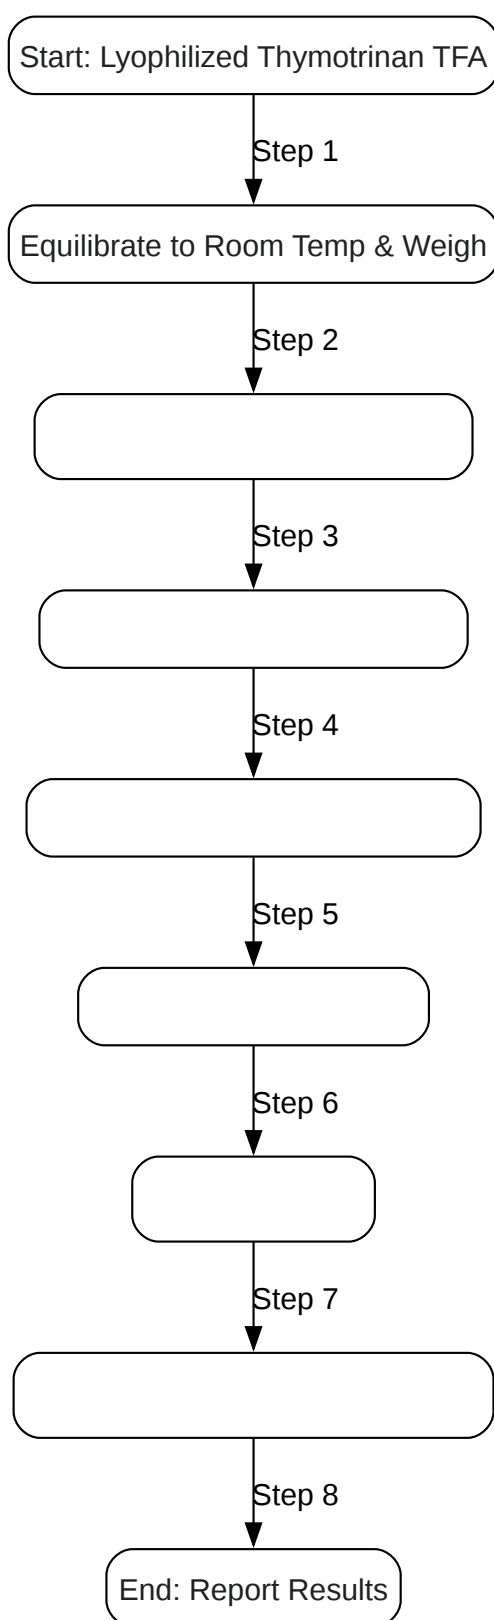 Start: Lyophilized Thymotrinan TFA
Step 1
Equilibrate to Room Temp & Weigh
Step 2
Step 3
Step 4
Step 5
Step 6
Step 7
Step 8
End: Report Results